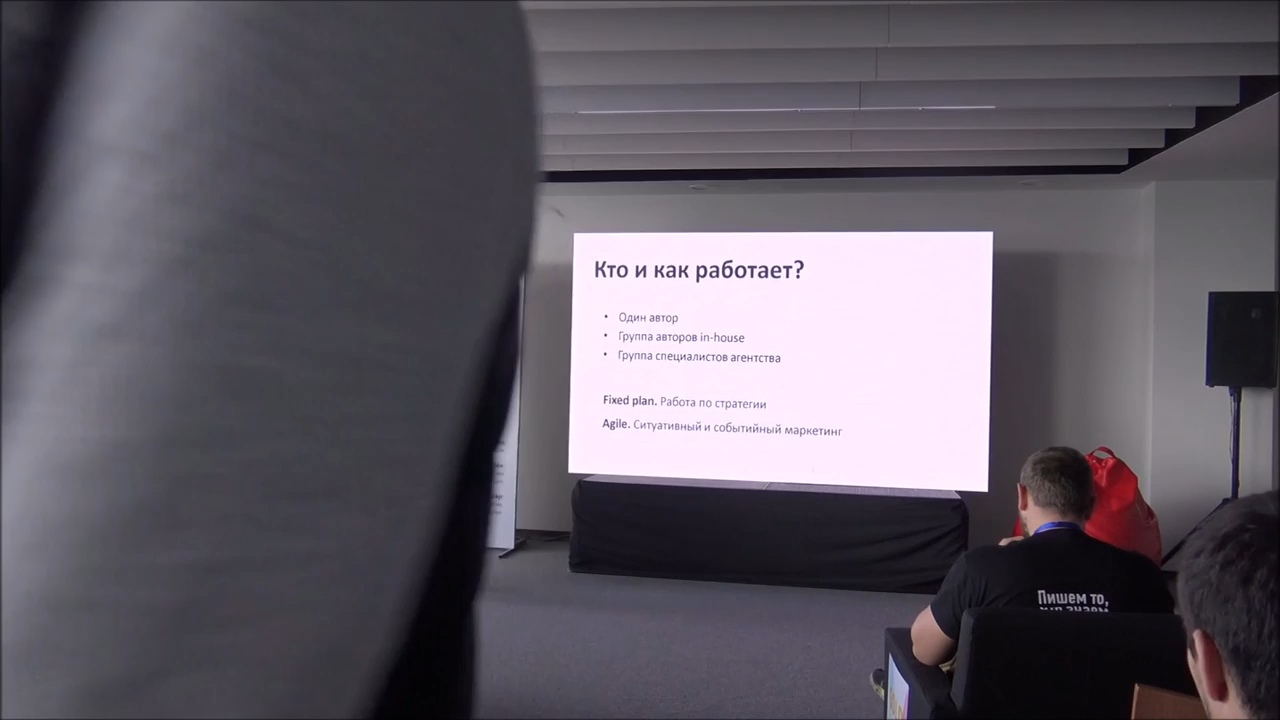 Кто и как работает?
• Один автор
• Группа авторов in-house
• Группа специалистов агентства
Fixed plan. Работа по стратегии
Agile. Ситуативный и событийный маркетинг
Пишем то,